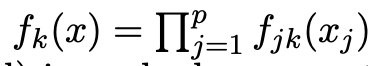 f_k(x) = ∏_{j=1}^{p} f_{jk}(x_j)